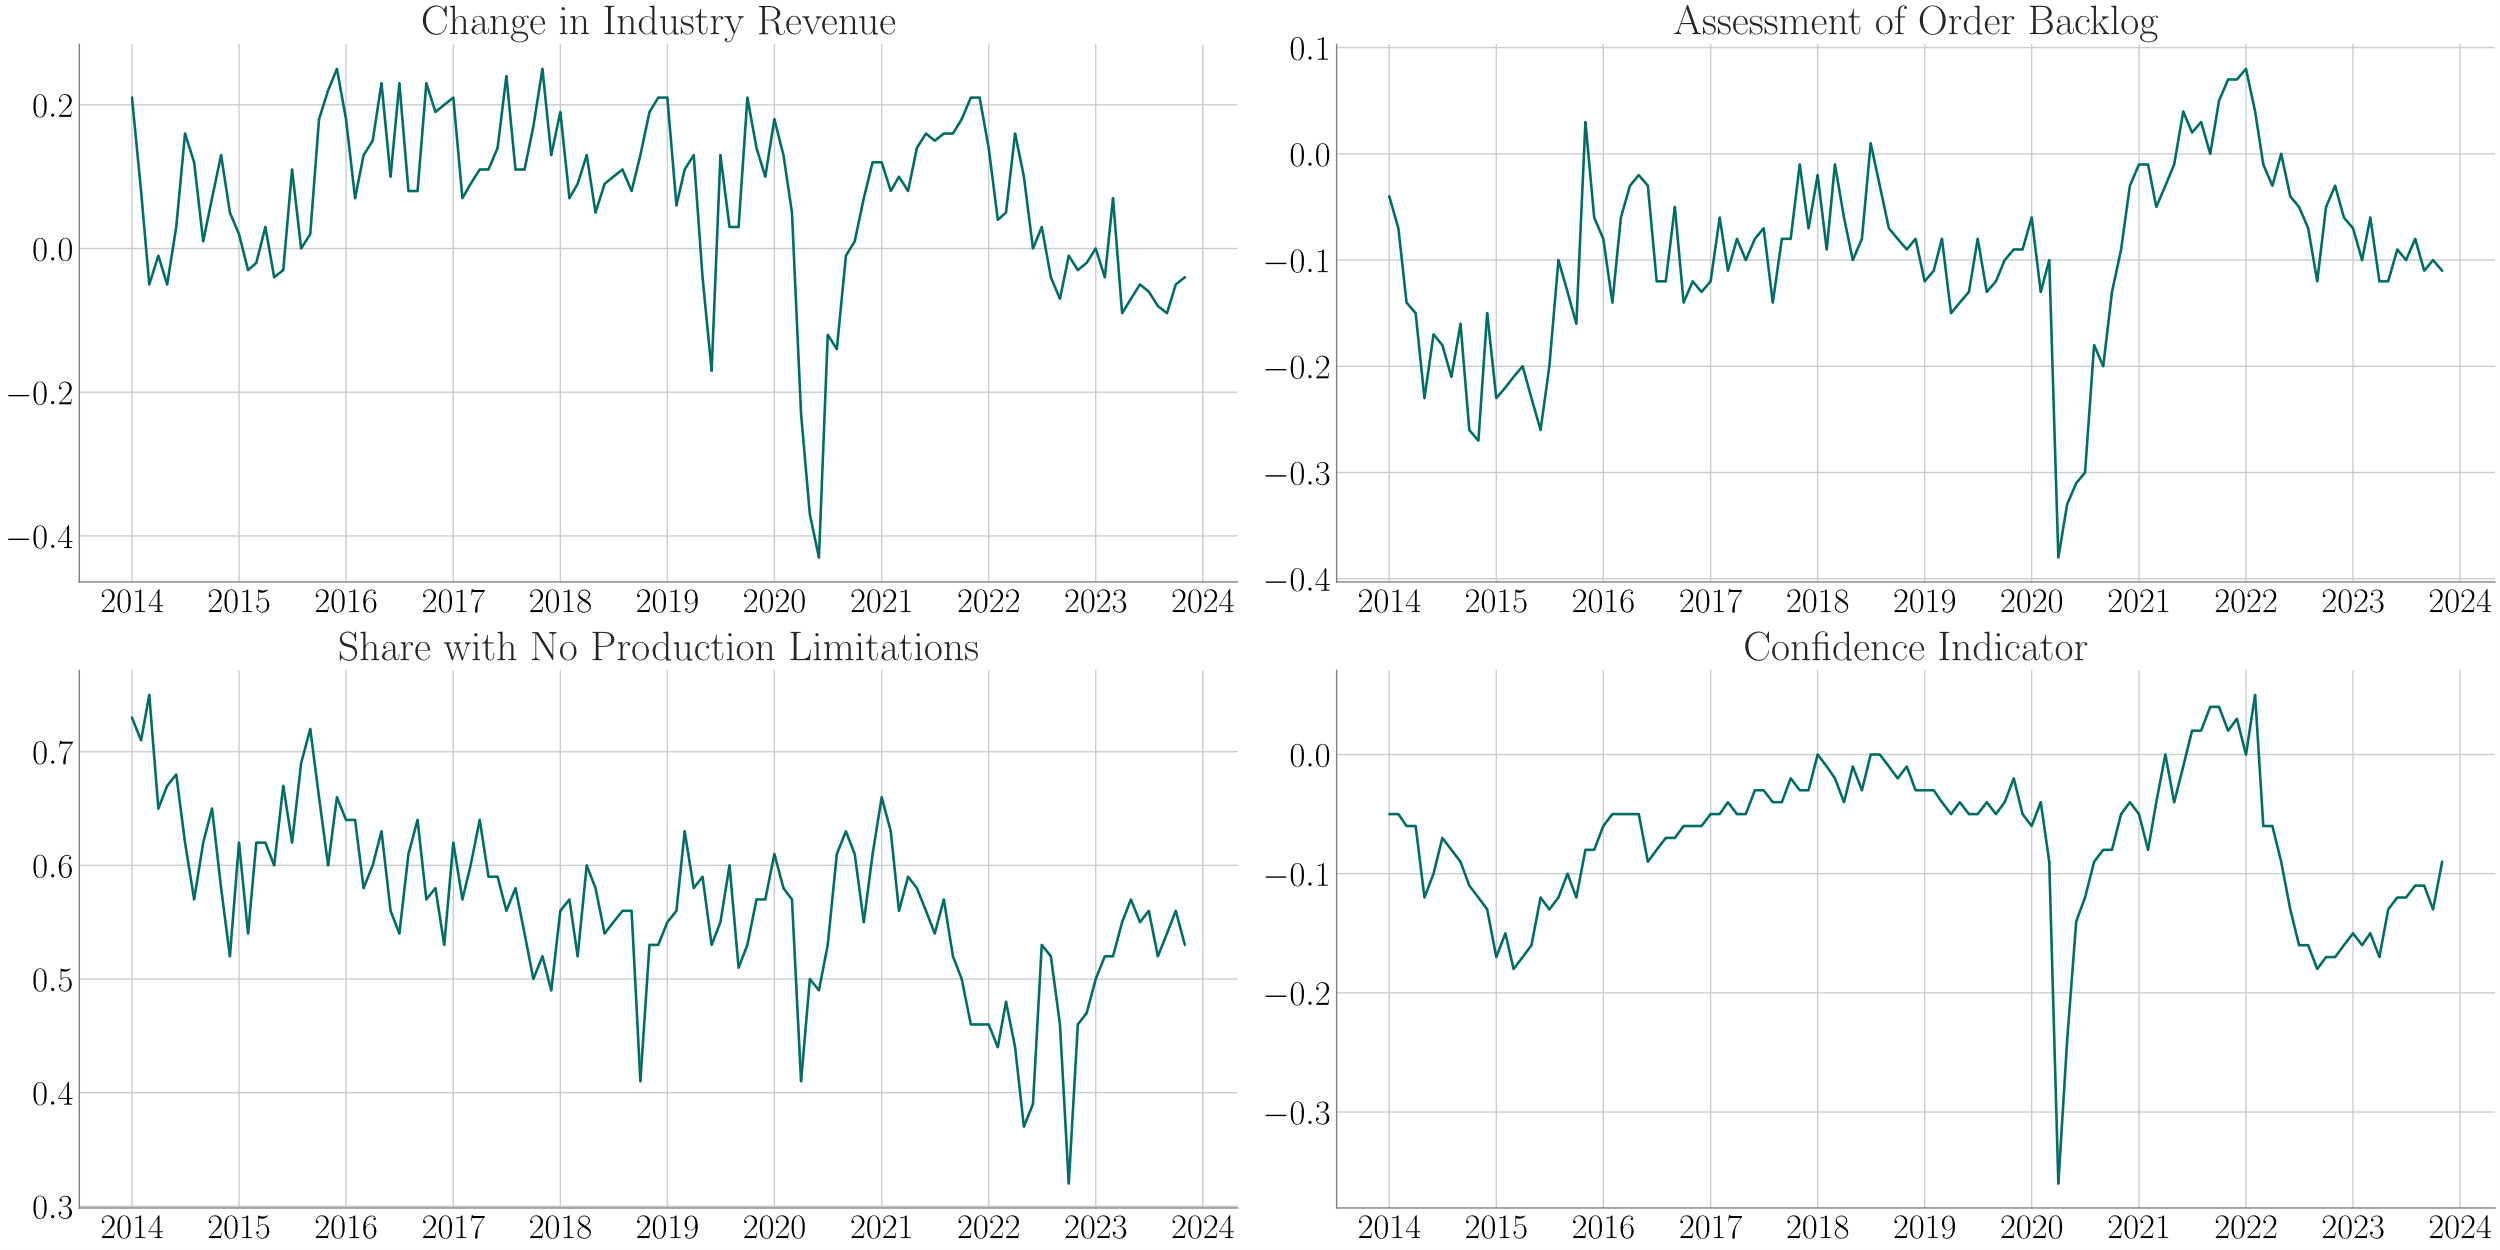 Change in Industry Revenue
0.2
0.0
−0.2
−0.4
2014 2015 2016 2017 2018 2019 2020 2021 2022 2023 2024
Assessment of Order Backlog
0.1
0.0
−0.1
−0.2
−0.3
−0.4
2014 2015 2016 2017 2018 2019 2020 2021 2022 2023 2024
Share with No Production Limitations
0.7
0.6
0.5
0.4
0.3
2014 2015 2016 2017 2018 2019 2020 2021 2022 2023 2024
Confidence Indicator
0.0
−0.1
−0.2
−0.3
2014 2015 2016 2017 2018 2019 2020 2021 2022 2023 2024